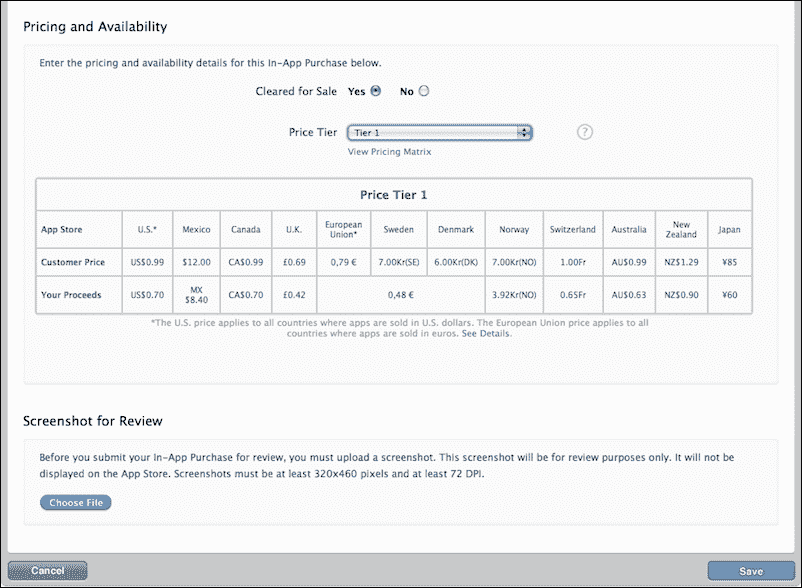 Pricing and Availability
Enter the pricing and availability details for this In-App Purchase below.
Cleared for Sale Yes No
Price Tier Tier 1 ?
View Pricing Matrix
Price Tier 1
App Store U.S.* Mexico Canada U.K. European Union* Sweden Denmark Norway Switzerland Australia New Zealand Japan
Customer Price US$0.99 $12.00 CA$0.99 £0.69 0,79 € 7.00Kr(SE) 6.00Kr(DK) 7.00Kr(NO) 1.00Fr AU$0.99 NZ$1.29 ¥85
Your Proceeds US$0.70 MX $8.40 CA$0.70 £0.42 0,48 € 3.92Kr(NO) 0.65Fr AU$0.63 NZ$0.90 ¥60
*The U.S. price applies to all countries where apps are sold in U.S. dollars. The European Union price applies to all
countries where apps are sold in euros. See Details.
Screenshot for Review
Before you submit your In-App Purchase for review, you must upload a screenshot. This screenshot will be for review purposes only. It will not be
displayed on the App Store. Screenshots must be at least 320x460 pixels and at least 72 DPI.
Choose File
Cancel Save